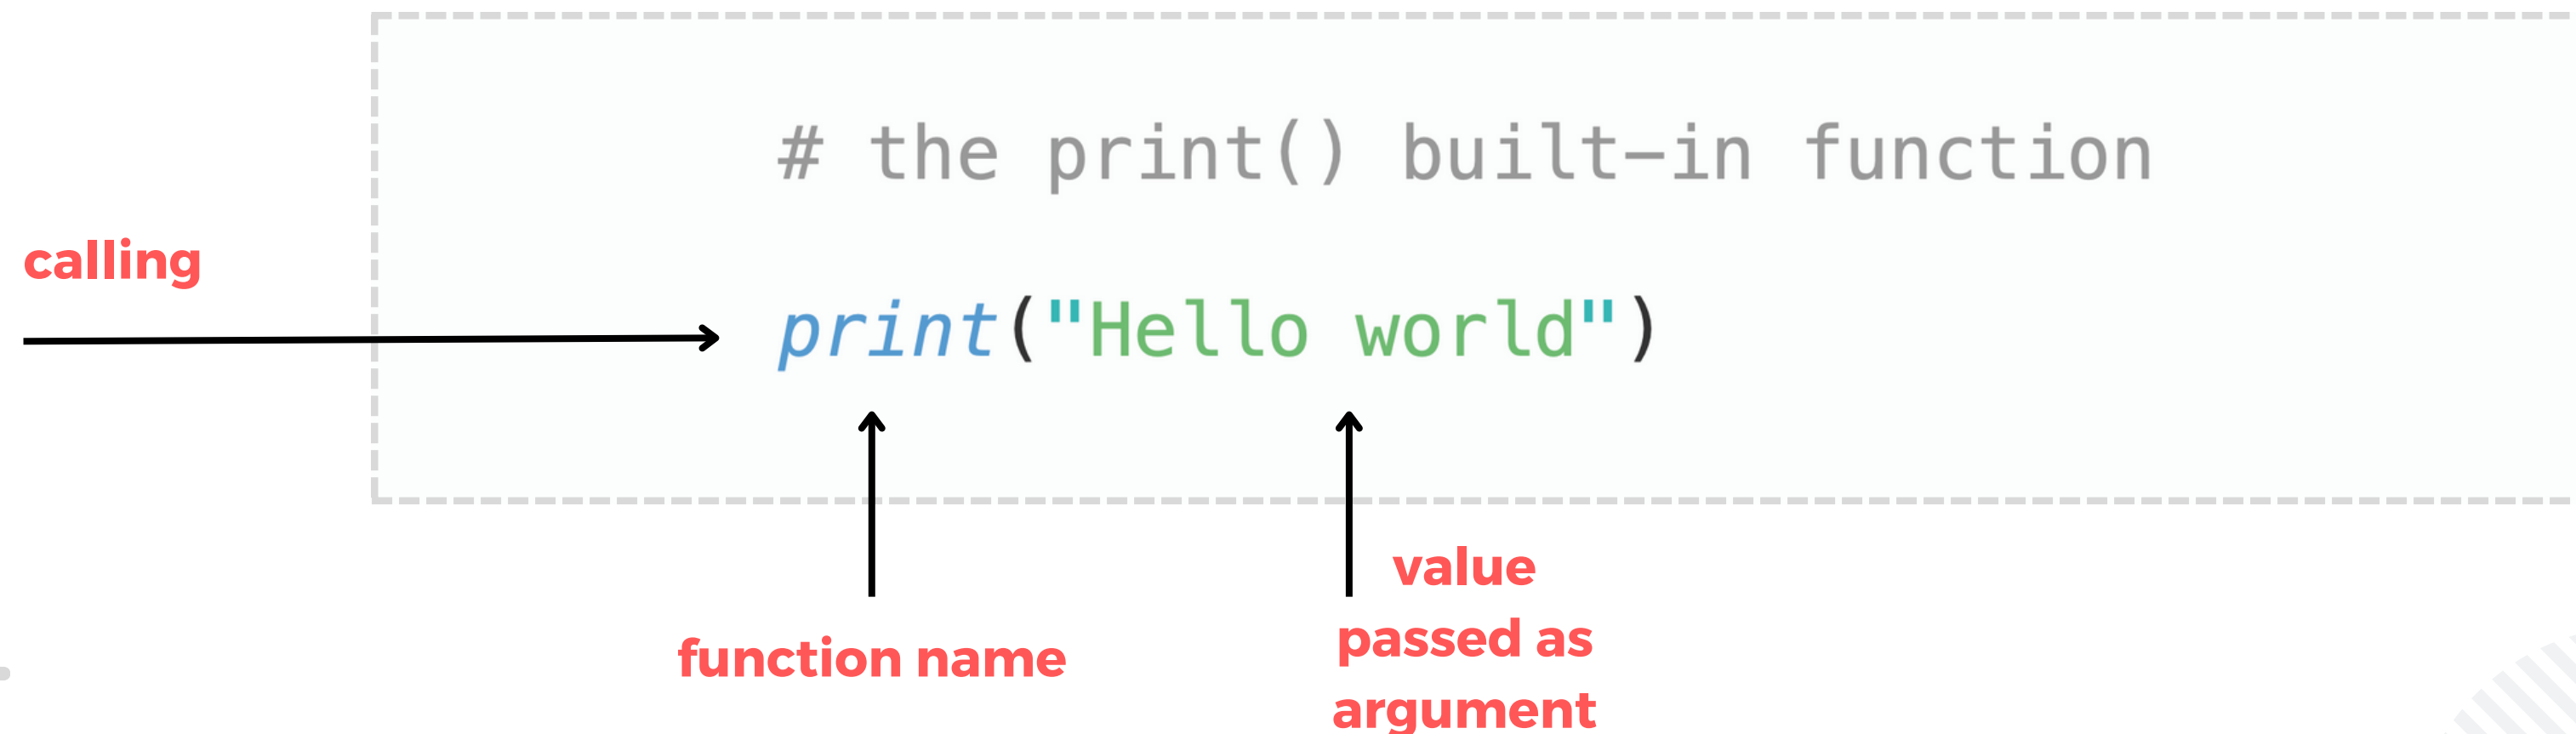 # the print() built-in function
calling
print("Hello world")
function name
value
passed as
argument